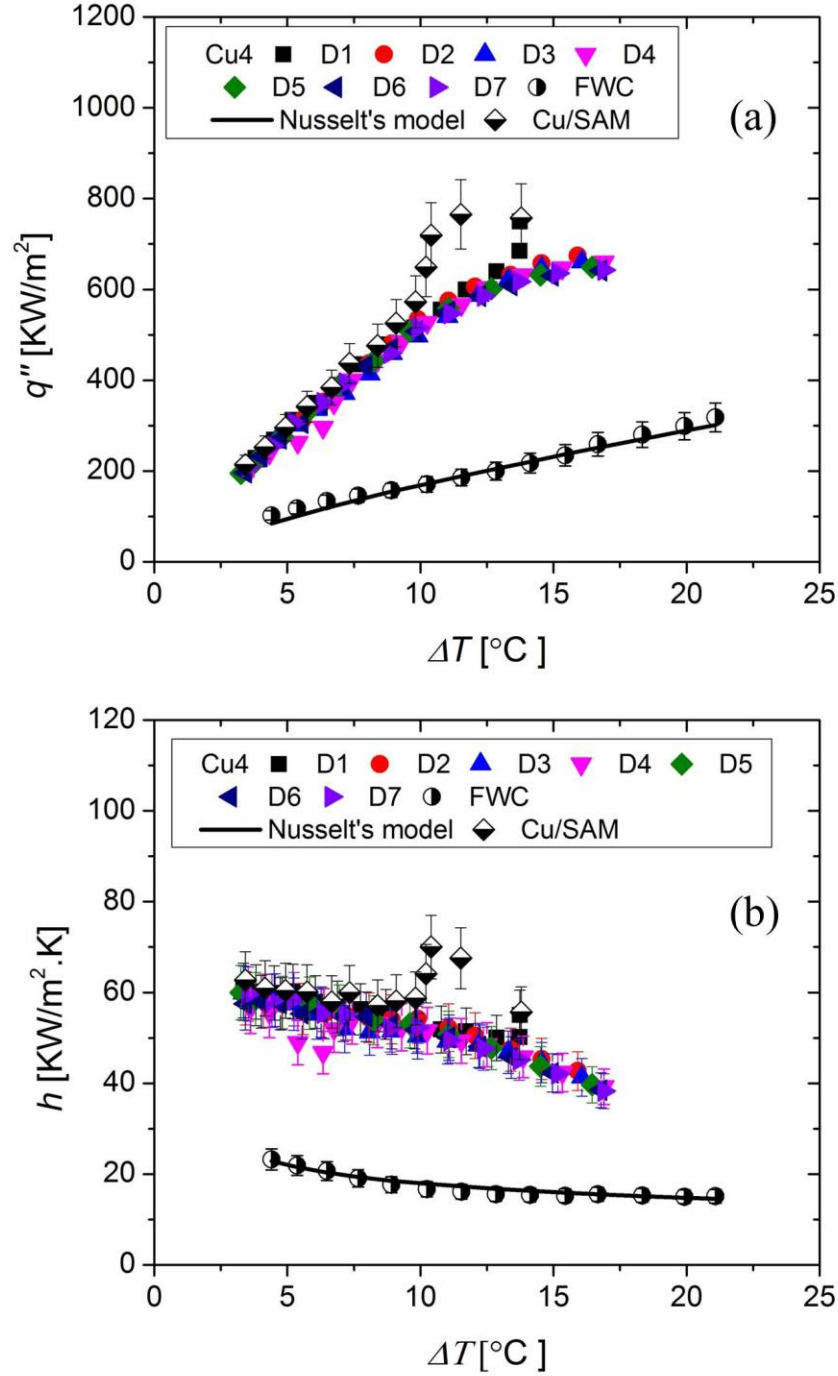 1200
Cu4 D1 D2 D3 D4
D5 D6 D7 FWC
Nusselt's model Cu/SAM
(a)
1000
800
600
400
200
0
q″ [KW/m²]
0 5 10 15 20 25
ΔT [°C ]
120
Cu4 D1 D2 D3 D4 D5
D6 D7 FWC
Nusselt's model Cu/SAM
(b)
100
80
60
40
20
0
h [KW/m².K]
0 5 10 15 20 25
ΔT [°C ]